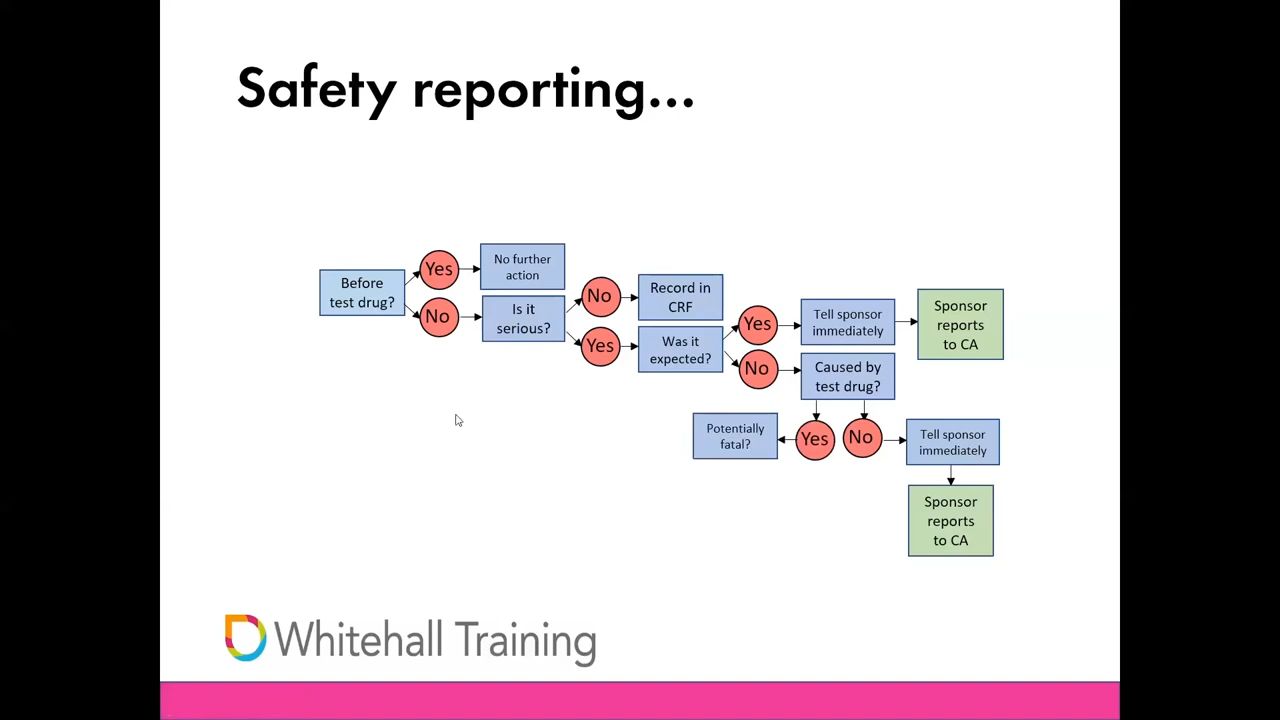 Safety reporting...
Before
test drug?
Yes
No further
action
No
Is it
serious?
No
Record in
CRF
Yes
Was it
expected?
Yes
Tell sponsor
immediately
Sponsor
reports
to CA
No
Caused by
test drug?
Potentially
fatal?
Yes
No
Tell sponsor
immediately
Sponsor
reports
to CA
Whitehall Training